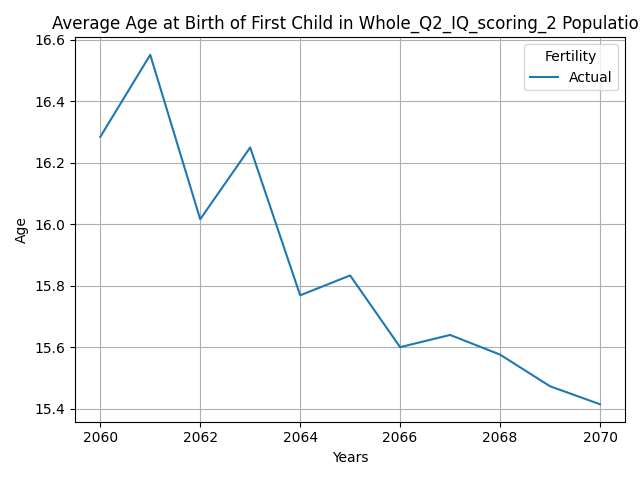 Average Age at Birth of First Child in Whole_Q2_IQ_scoring_2 Populatio
16.6
16.4
16.2
16.0
15.8
15.6
15.4
Age
Fertility
Actual
2060
2062
2064
2066
2068
2070
Years